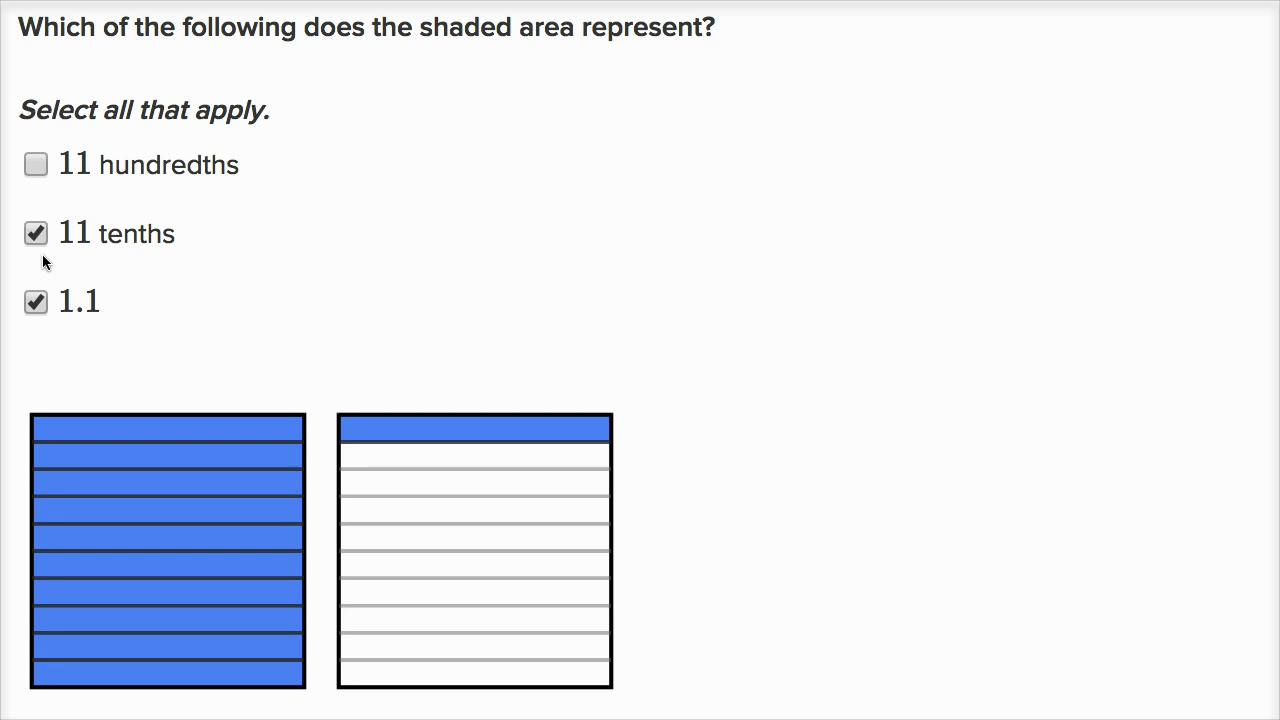 Which of the following does the shaded area represent?
Select all that apply.
11 hundredths
11 tenths
1.1